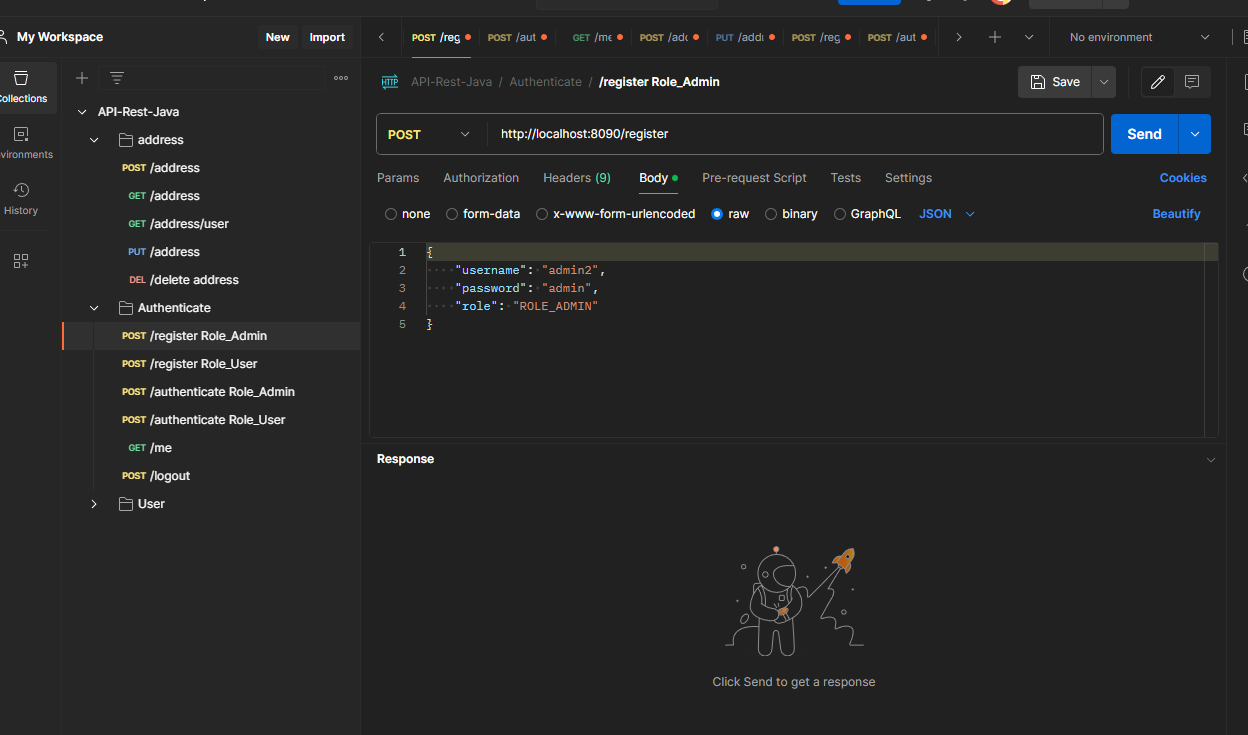 My Workspace
New
Import
POST /reg
POST /aut
GET /me
POST /add
PUT /addr
POST /reg
POST /aut
No environment
Collections
Environments
History
API-Rest-Java
address
POST /address
GET /address
GET /address/user
PUT /address
DEL /delete address
Authenticate
POST /register Role_Admin
POST /register Role_User
POST /authenticate Role_Admin
POST /authenticate Role_User
GET /me
POST /logout
User
HTTP API-Rest-Java / Authenticate / /register Role_Admin
Save
POST http://localhost:8090/register
Send
Params Authorization Headers (9) Body Pre-request Script Tests Settings
Cookies
none form-data x-www-form-urlencoded raw binary GraphQL JSON
Beautify
1 {
2 "username": "admin2",
3 "password": "admin",
4 "role": "ROLE_ADMIN"
5 }
Response
Click Send to get a response